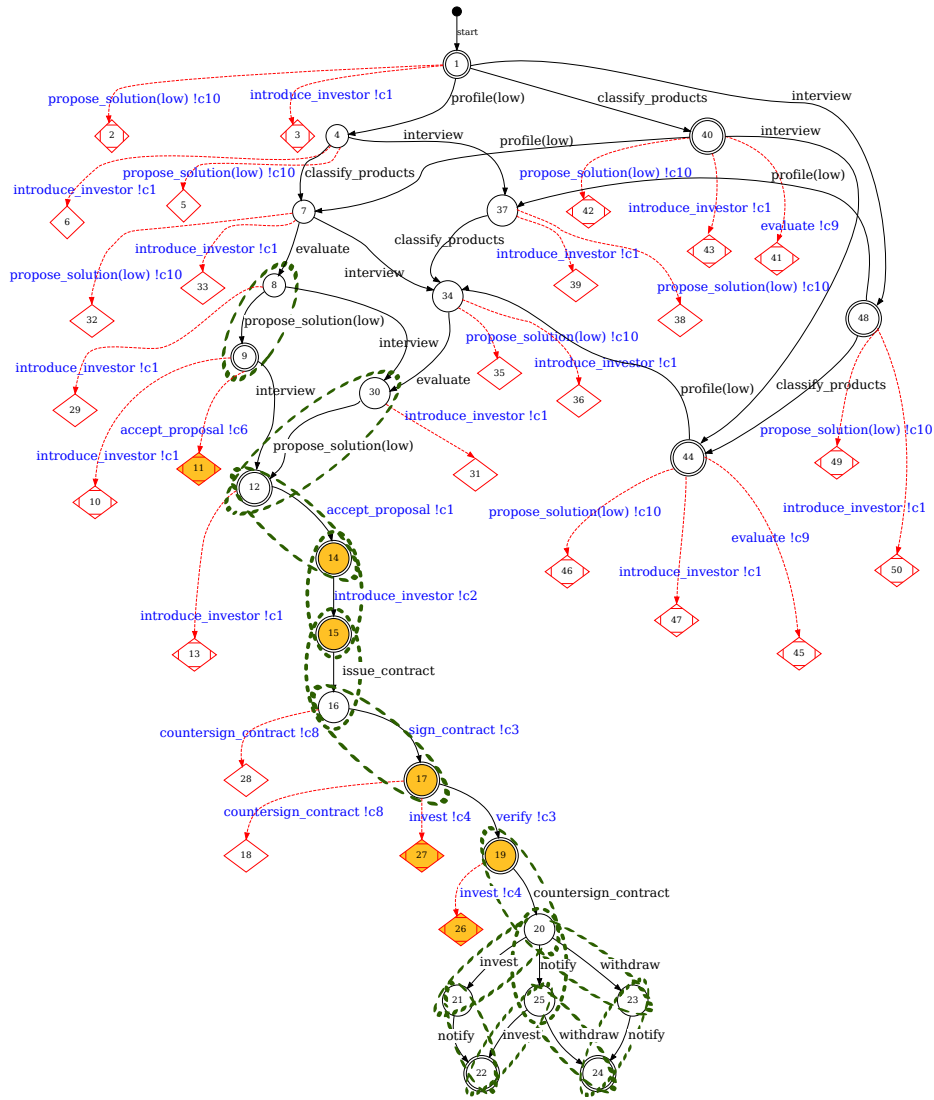 start
1
propose_solution(low) !c10
introduce_investor !c1
profile(low)
classify_products
interview
2
3
4
interview
profile(low)
40
interview
introduce_investor !c1
propose_solution(low) !c10
classify_products
propose_solution(low) !c10
profile(low)
6
5
7
37
42
introduce_investor !c1
evaluate !c9
propose_solution(low) !c10
introduce_investor !c1
evaluate
classify_products
introduce_investor !c1
43
41
interview
33
8
39
propose_solution(low) !c10
34
32
38
48
propose_solution(low)
propose_solution(low) !c10
interview
9
introduce_investor !c1
introduce_investor !c1
35
evaluate
profile(low)
classify_products
interview
30
36
29
introduce_investor !c1
accept_proposal !c6
propose_solution(low) !c10
propose_solution(low)
introduce_investor !c1
44
49
11
31
12
10
accept_proposal !c1
propose_solution(low) !c10
introduce_investor !c1
evaluate !c9
14
46
introduce_investor !c1
50
introduce_investor !c2
introduce_investor !c1
47
15
13
45
issue_contract
16
countersign_contract !c8
sign_contract !c3
28
17
countersign_contract !c8
invest !c4
verify !c3
18
27
19
invest !c4
countersign_contract
26
20
invest
notify
withdraw
21
25
23
notify
invest
withdraw
notify
22
24